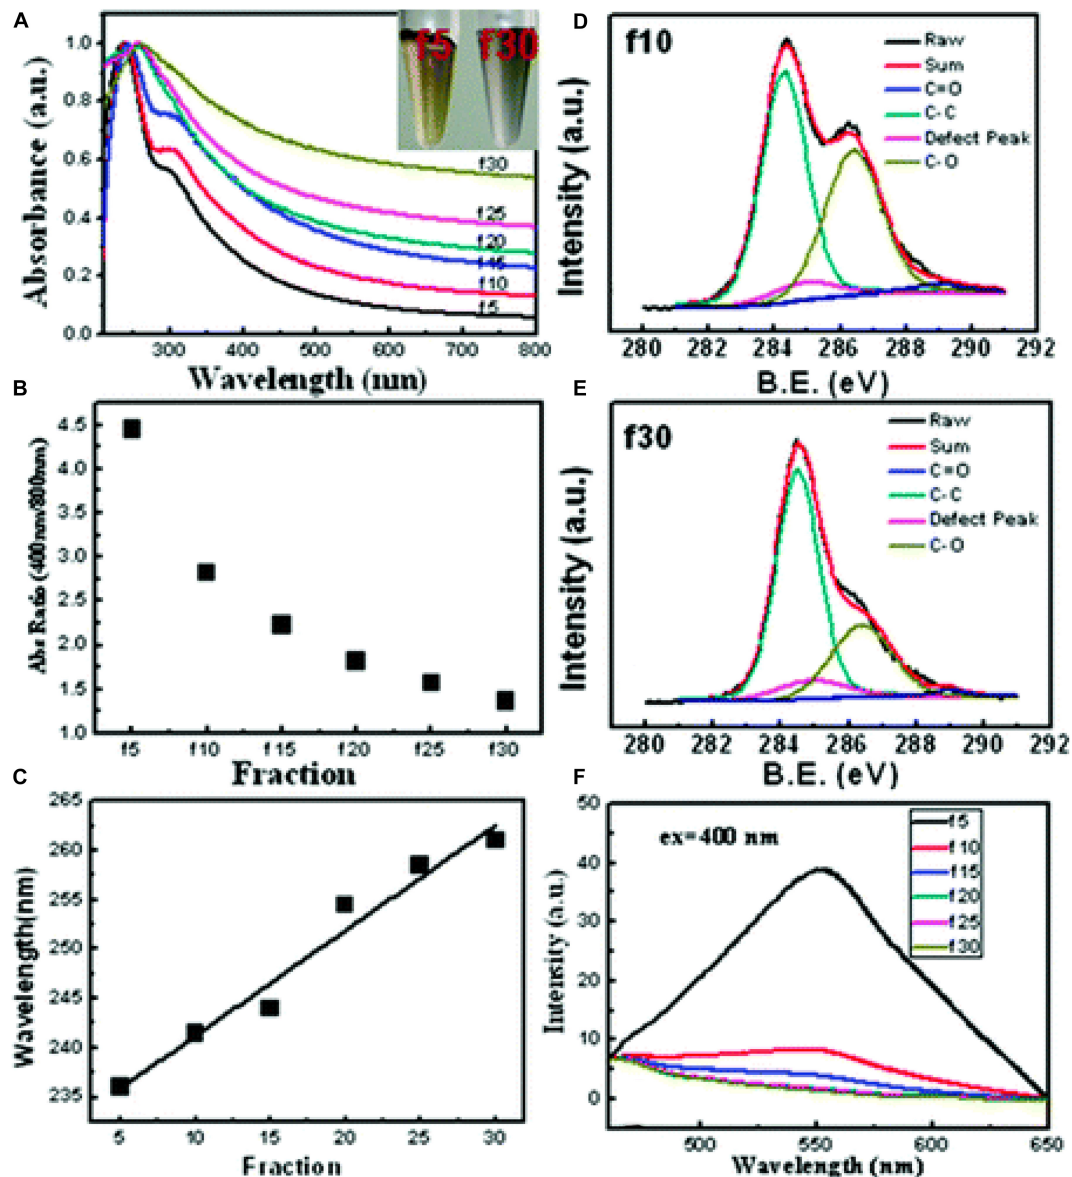 A
Absorbance (a.u.)
1.0
0.8
0.6
0.4
0.2
0.0
f5 f30
f30
f25
f20
f15
f10
f5
200 300 400 500 600 700 800
Wavelength (nm)
B
Abs Ratio (400nm/800nm)
4.5
4.0
3.5
3.0
2.5
2.0
1.5
1.0
f5 f10 f15 f20 f25 f30
Fraction
C
Wavelength(nm)
265
260
255
250
245
240
235
5 10 15 20 25 30
Fraction
D
f10
Intensity (a.u.)
Raw
Sum
C=O
C-C
Defect Peak
C-O
280 282 284 286 288 290 292
B.E. (eV)
E
f30
Intensity (a.u.)
Raw
Sum
C=O
C-C
Defect Peak
C-O
280 282 284 286 288 290 292
B.E. (eV)
F
ex=400 nm
Intensity (a.u.)
50
40
30
20
10
0
f5
f10
f15
f20
f25
f30
500 550 600 650
Wavelength (nm)